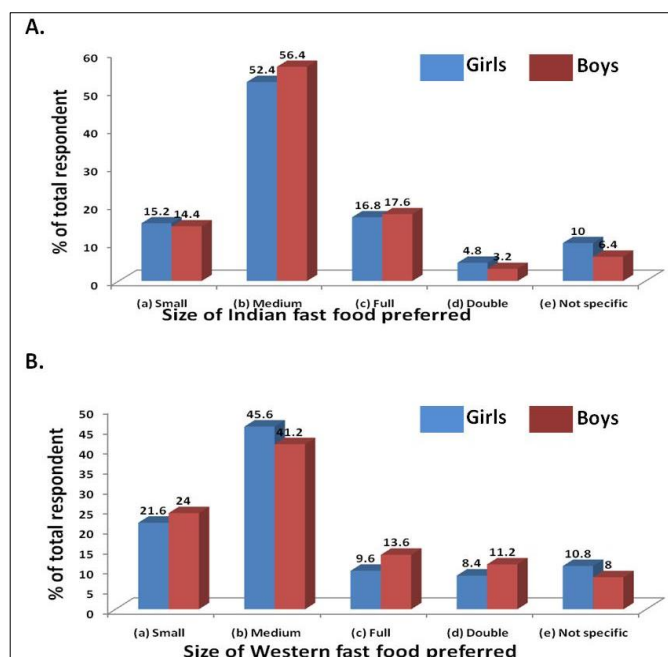 A.
Girls Boys
% of total respondent
60
50
40
30
20
10
0
15.2 14.4 52.4 56.4 16.8 17.6 4.8 3.2 10 6.4
(a) Small (b) Medium (c) Full (d) Double (e) Not specific
Size of Indian fast food preferred
B.
Girls Boys
% of total respondent
50
45
40
35
30
25
20
15
10
5
0
21.6 24 45.6 41.2 9.6 13.6 8.4 11.2 10.8 8
(a) Small (b) Medium (c) Full (d) Double (e) Not specific
Size of Western fast food preferred